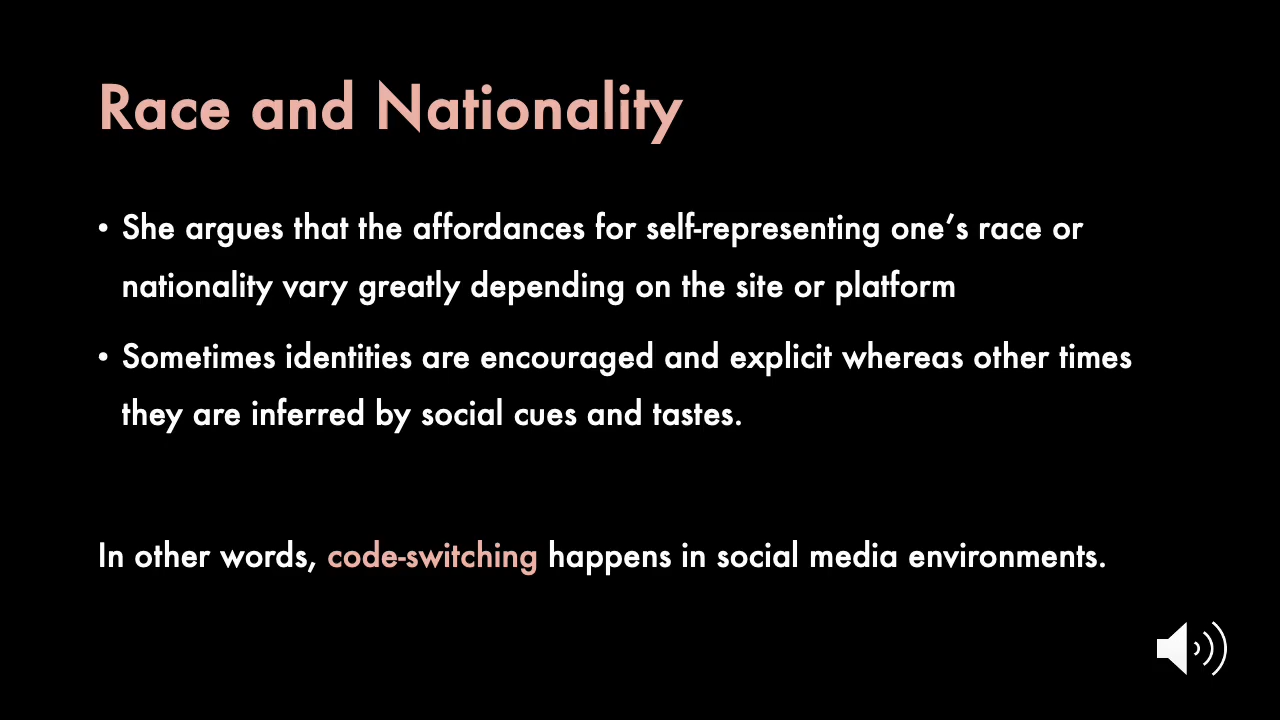 Race and Nationality
• She argues that the affordances for self-representing one’s race or
nationality vary greatly depending on the site or platform
• Sometimes identities are encouraged and explicit whereas other times
they are inferred by social cues and tastes.
In other words, code-switching happens in social media environments.